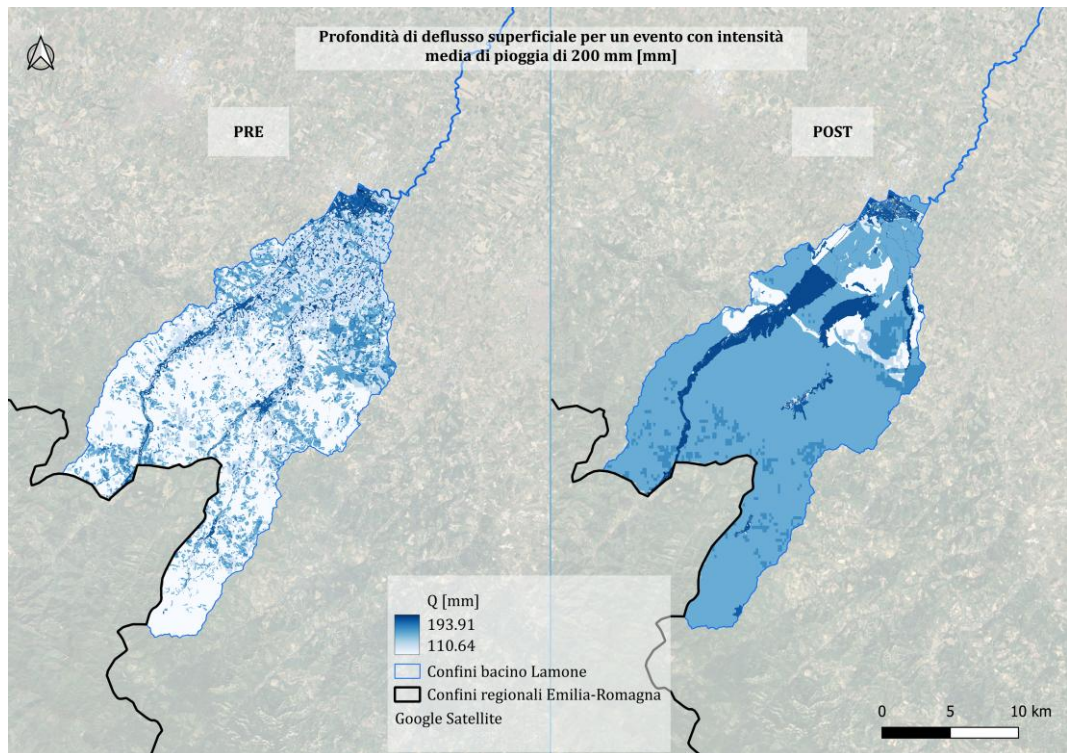 Profondità di deflusso superficiale per un evento con intensità
media di pioggia di 200 mm [mm]
PRE
POST
Q [mm]
193.91
110.64
Confini bacino Lamone
Confini regionali Emilia-Romagna
Google Satellite
0 5 10 km